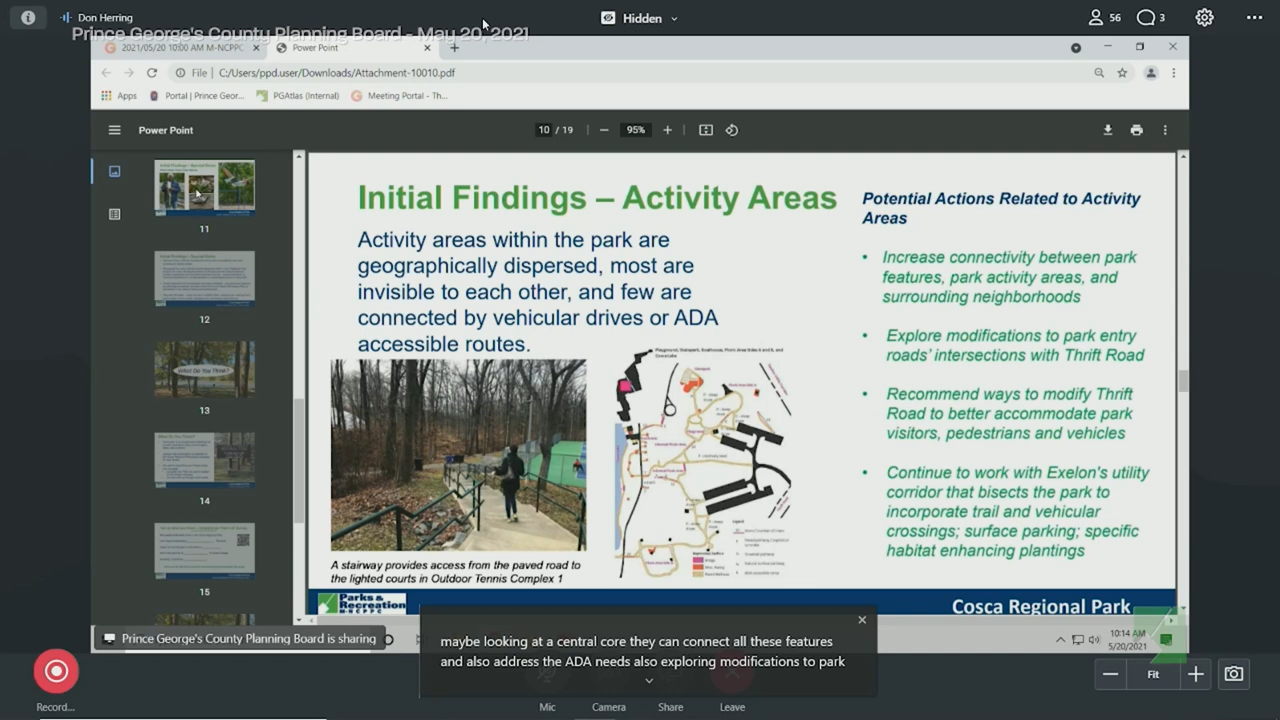 Don Herring
Hidden
56
3
Prince George's County Planning Board - May 20, 2021
2021/05/20 10:00 AM M-NCPPC
Power Point
File
C:/Users/ppd.user/Downloads/Attachment-10010.pdf
Apps
Portal | Prince Geor...
PGAtlas (Internal)
Meeting Portal - Th...
Power Point
10 / 19
95%
11
12
What Do You Think?
13
14
15
Initial Findings – Activity Areas
Activity areas within the park are
geographically dispersed, most are
invisible to each other, and few are
connected by vehicular drives or ADA
accessible routes.
A stairway provides access from the paved road to
the lighted courts in Outdoor Tennis Complex 1
Potential Actions Related to Activity
Areas
• Increase connectivity between park
features, park activity areas, and
surrounding neighborhoods
• Explore modifications to park entry
roads' intersections with Thrift Road
• Recommend ways to modify Thrift
Road to better accommodate park
visitors, pedestrians and vehicles
• Continue to work with Exelon's utility
corridor that bisects the park to
incorporate trail and vehicular
crossings; surface parking; specific
habitat enhancing plantings
Parks &
Recreation
M-NCPPC
Cosca Regional Park
Prince George's County Planning Board is sharing
maybe looking at a central core they can connect all these features
and also address the ADA needs also exploring modifications to park
10:14 AM
5/20/2021
Fit
Record...
Mic
Camera
Share
Leave